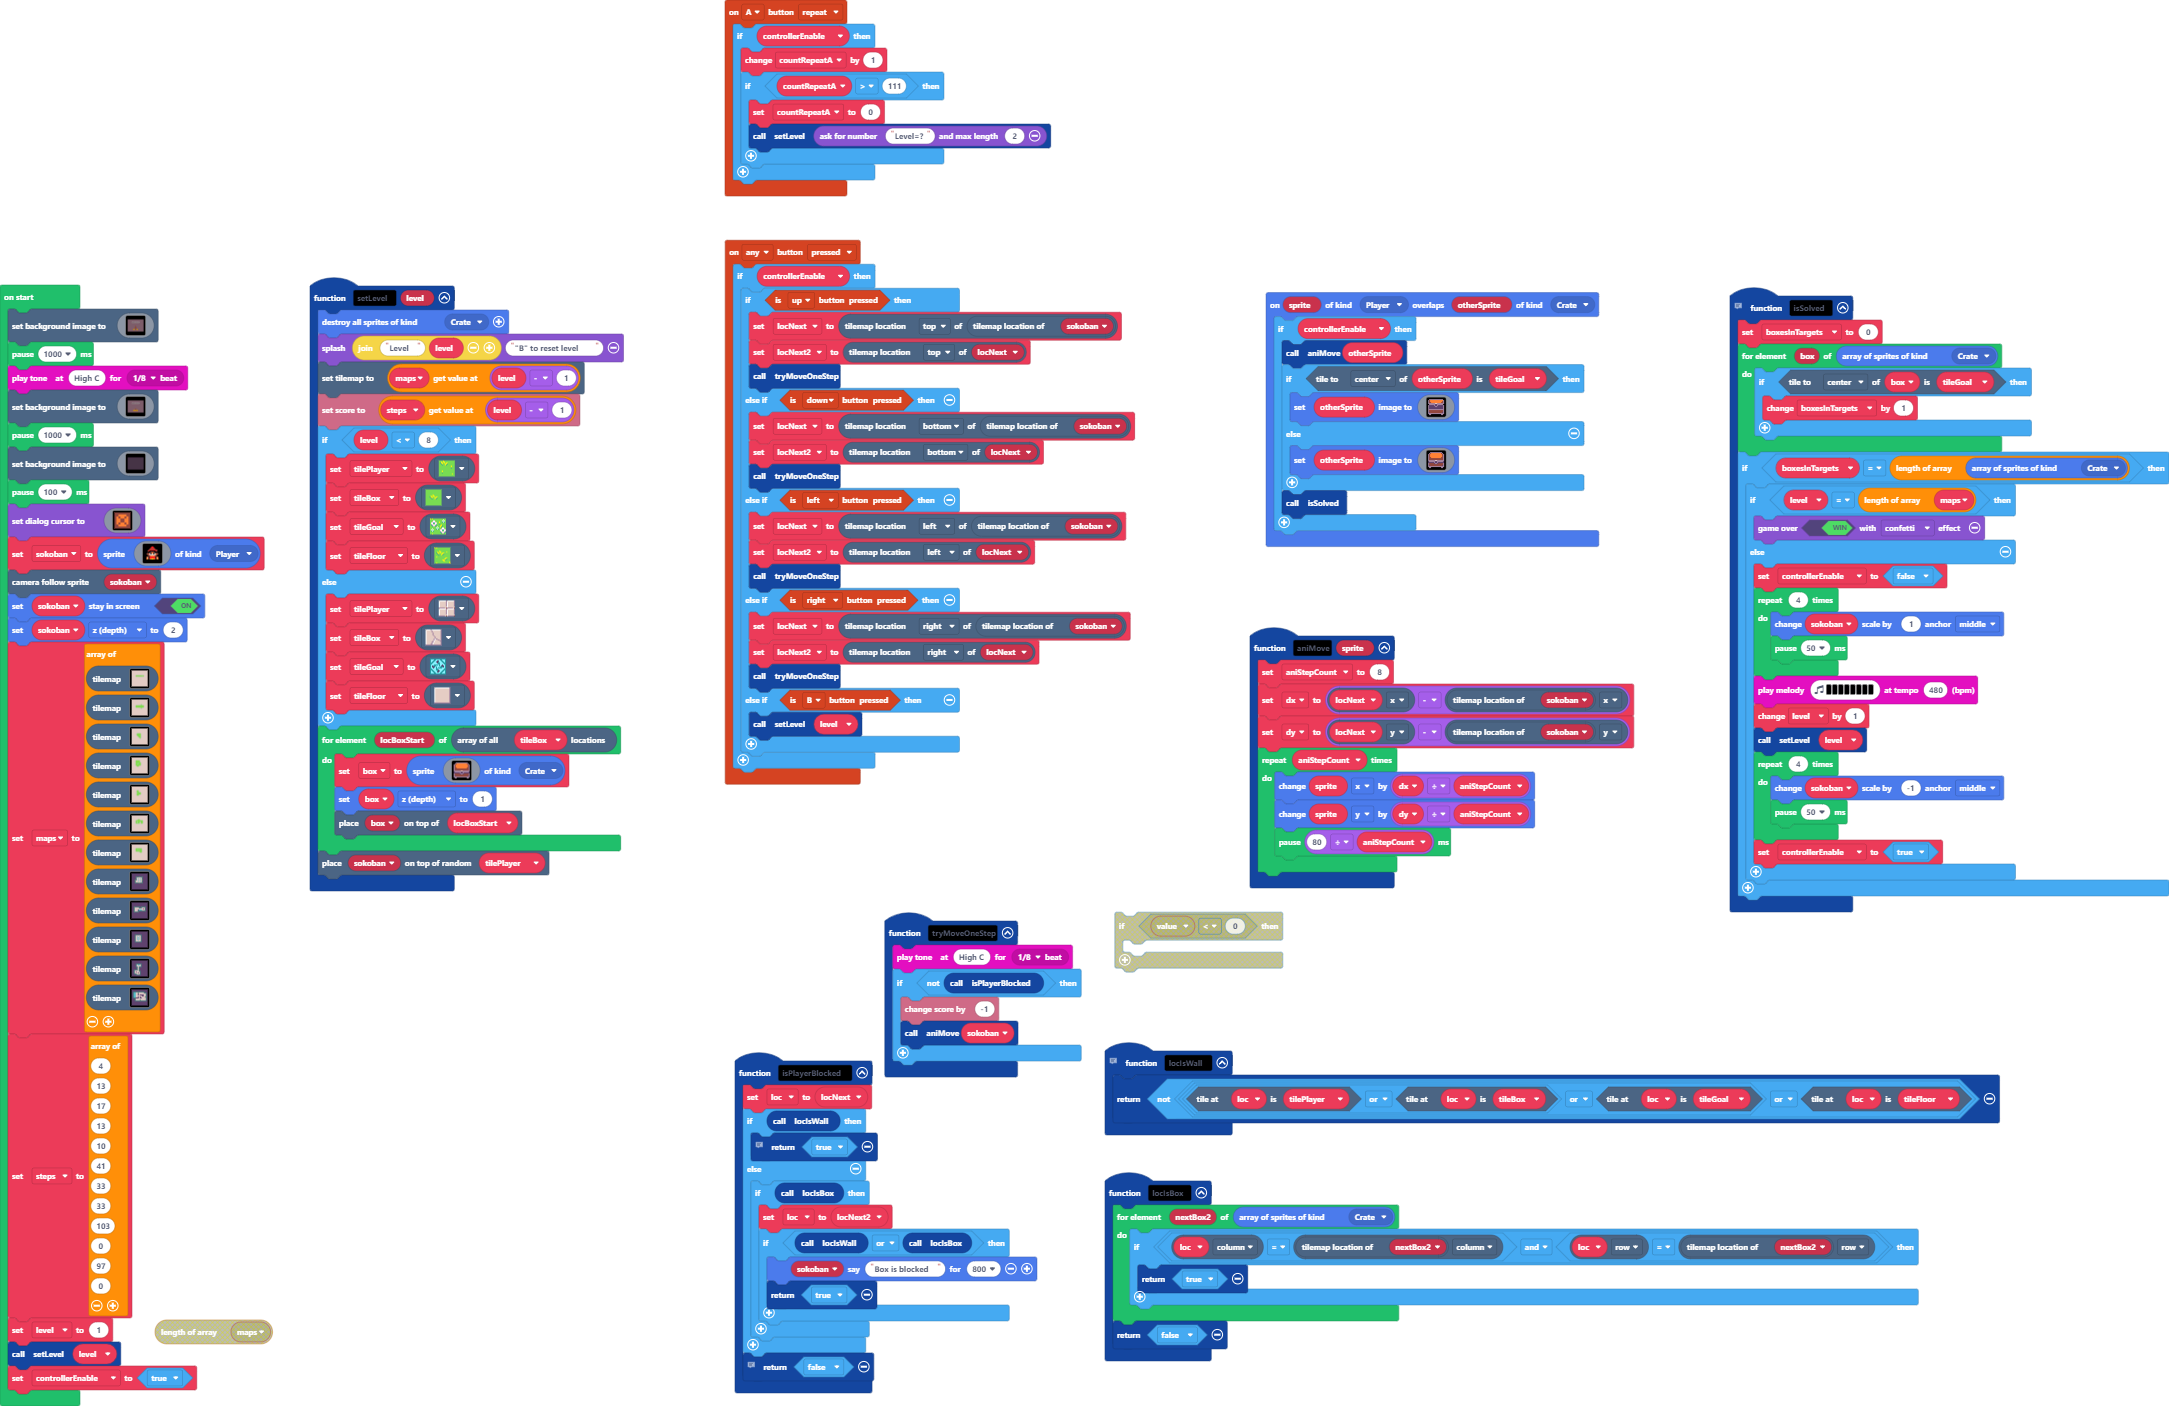 on A button repeat
if controllerEnable then
change countRepeatA by 1
if countRepeatA > 111 then
set countRepeatA to 0
call setLevel ask for number "Level=?" and max length 2
on any button pressed
if controllerEnable then
if is up button pressed then
set locNext to tilemap location top of tilemap location of sokoban
set locNext2 to tilemap location top of locNext
call tryMoveOneStep
else if is down button pressed then
set locNext to tilemap location bottom of tilemap location of sokoban
set locNext2 to tilemap location bottom of locNext
call tryMoveOneStep
else if is left button pressed then
set locNext to tilemap location left of tilemap location of sokoban
set locNext2 to tilemap location left of locNext
call tryMoveOneStep
else if is right button pressed then
set locNext to tilemap location right of tilemap location of sokoban
set locNext2 to tilemap location right of locNext
call tryMoveOneStep
else if is B button pressed then
call setLevel level
on start
set background image to
pause 1000 ms
play tone at High C for 1/8 beat
set background image to
pause 1000 ms
set background image to
pause 100 ms
set dialog cursor to
set sokoban to sprite of kind Player
camera follow sprite sokoban
set sokoban stay in screen ON
set sokoban z (depth) to 2
set maps to array of
tilemap
tilemap
tilemap
tilemap
tilemap
tilemap
tilemap
tilemap
tilemap
tilemap
tilemap
tilemap
set steps to array of
4
13
17
13
10
41
33
33
103
0
97
0
set level to 1
call setLevel level
set controllerEnable to true
length of array maps
function setLevel level
destroy all sprites of kind Crate
splash join "Level " level "“B” to reset level "
set tilemap to maps get value at level - 1
set score to steps get value at level - 1
if level < 8 then
set tilePlayer to
set tileBox to
set tileGoal to
set tileFloor to
else
set tilePlayer to
set tileBox to
set tileGoal to
set tileFloor to
for element locBoxStart of array of all tileBox locations
do set box to sprite of kind Crate
set box z (depth) to 1
place box on top of locBoxStart
place sokoban on top of random tilePlayer
on sprite of kind Player overlaps otherSprite of kind Crate
if controllerEnable then
call aniMove otherSprite
if tile to center of otherSprite is tileGoal then
set otherSprite image to
else
set otherSprite image to
call isSolved
function aniMove sprite
set aniStepCount to 8
set dx to locNext x - tilemap location of sokoban x
set dy to locNext y - tilemap location of sokoban y
repeat aniStepCount times
do change sprite x by dx ÷ aniStepCount
change sprite y by dy ÷ aniStepCount
pause 80 ÷ aniStepCount ms
function isSolved
set boxesInTargets to 0
for element box of array of sprites of kind Crate
do if tile to center of box is tileGoal then
change boxesInTargets by 1
if boxesInTargets = length of array array of sprites of kind Crate then
if level = length of array maps then
game over WIN with confetti effect
else
set controllerEnable to false
repeat 4 times
do change sokoban scale by 1 anchor middle
pause 50 ms
play melody at tempo 480 (bpm)
change level by 1
call setLevel level
repeat 4 times
do change sokoban scale by -1 anchor middle
pause 50 ms
set controllerEnable to true
function tryMoveOneStep
play tone at High C for 1/8 beat
if not call isPlayerBlocked then
change score by -1
call aniMove sokoban
if value < 0 then
function isPlayerBlocked
set loc to locNext
if call locIsWall then
return true
else
if call locIsBox then
set loc to locNext2
if call locIsWall or call locIsBox then
sokoban say "Box is blocked" for 800
return true
return false
function locIsWall
return not tile at loc is tilePlayer or tile at loc is tileBox or tile at loc is tileGoal or tile at loc is tileFloor
function locIsBox
for element nextBox2 of array of sprites of kind Crate
do if loc column = tilemap location of nextBox2 column and loc row = tilemap location of nextBox2 row then
return true
return false